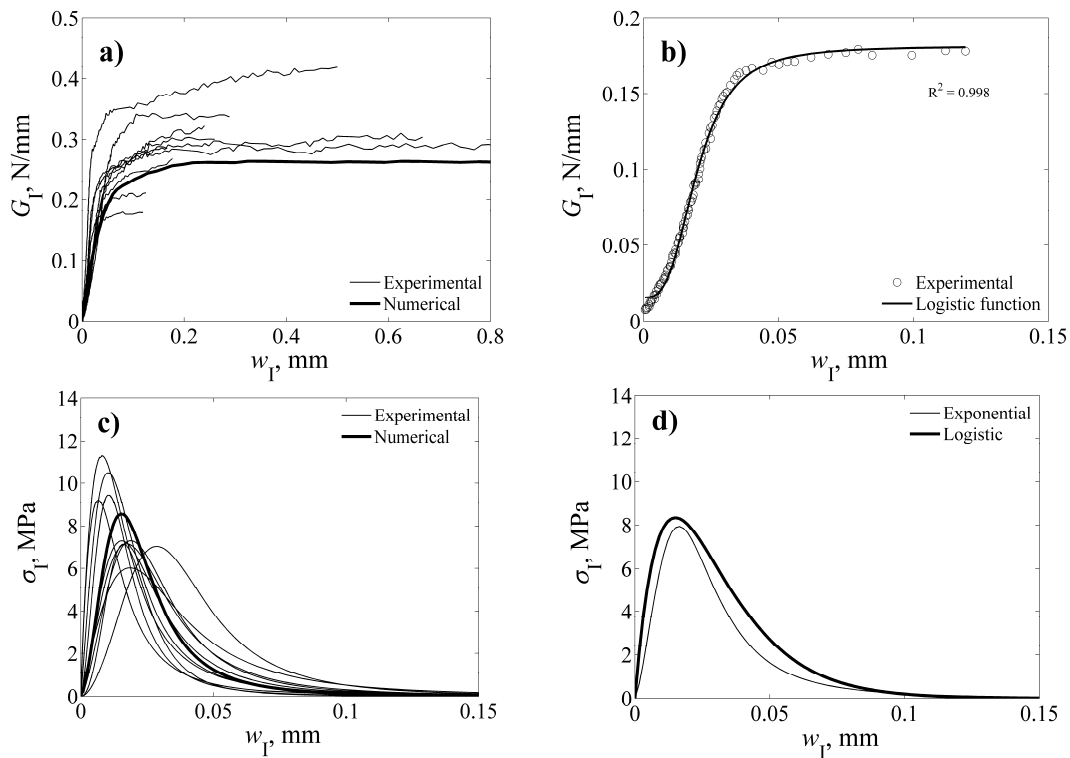 a)
0.5
0.4
0.3
0.2
0.1
0
G_I, N/mm
0 0.2 0.4 0.6 0.8
w_I, mm
Experimental
Numerical
b)
0.2
0.15
0.1
0.05
0
G_I, N/mm
0 0.05 0.1 0.15
w_I, mm
R² = 0.998
Experimental
Logistic function
c)
14
12
10
8
6
4
2
0
σ_I, MPa
0 0.05 0.1 0.15
w_I, mm
Experimental
Numerical
d)
14
12
10
8
6
4
2
0
σ_I, MPa
0 0.05 0.1 0.15
w_I, mm
Exponential
Logistic